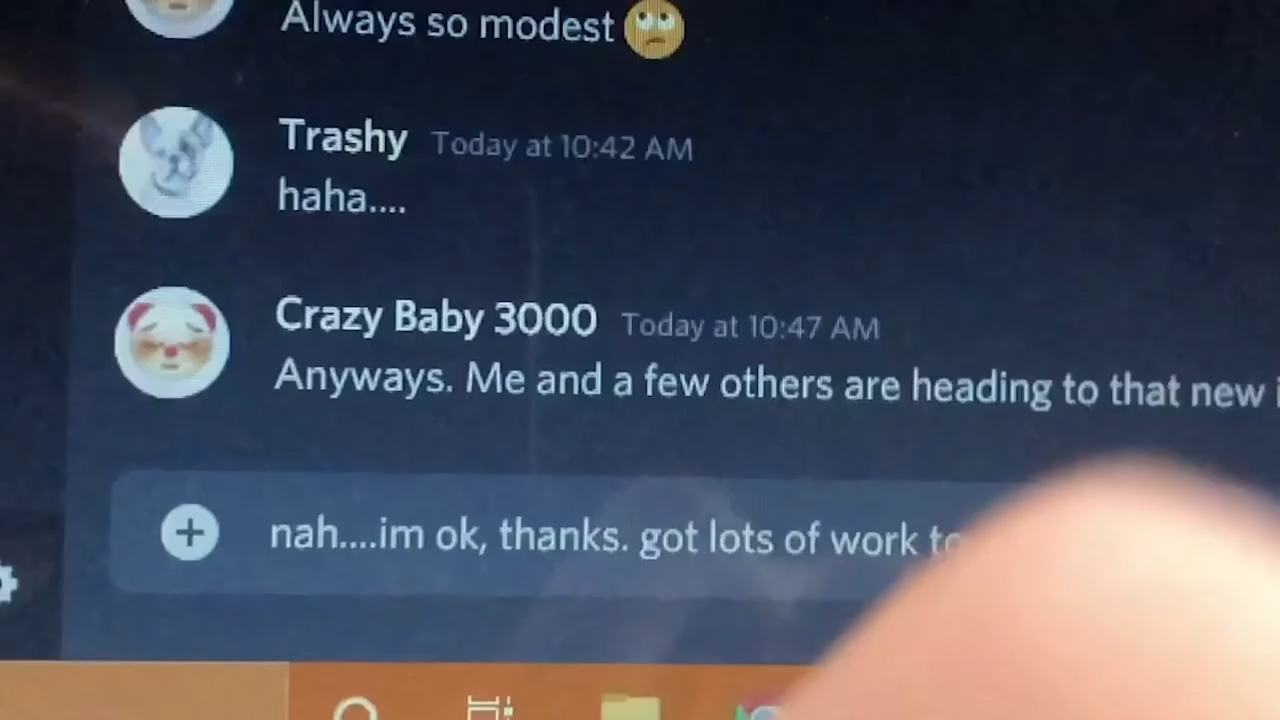 Always so modest 🙄
Trashy Today at 10:42 AM
haha....
Crazy Baby 3000 Today at 10:47 AM
Anyways. Me and a few others are heading to that new
nah....im ok, thanks. got lots of work